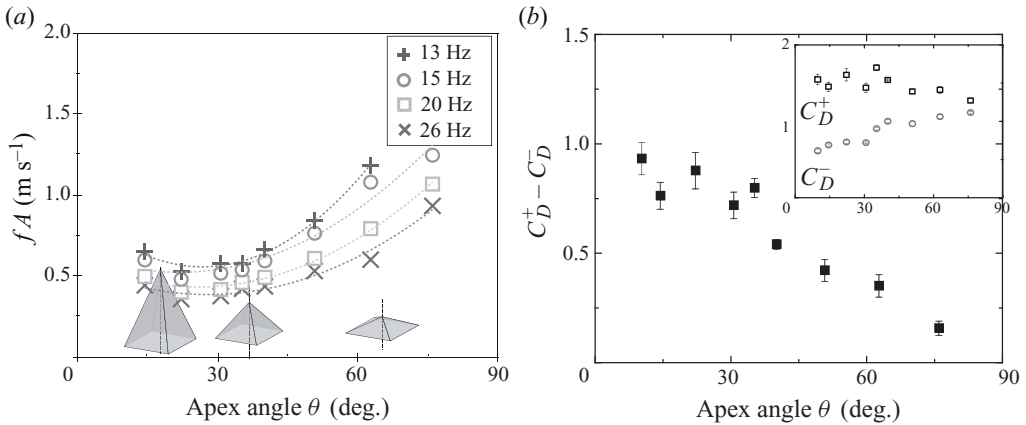 (a)
2.0
1.5
1.0
0.5
0
30
60
90
f A (m s⁻¹)
Apex angle θ (deg.)
13 Hz
15 Hz
20 Hz
26 Hz
(b)
1.5
1.0
0.5
0
30
60
90
C_D^+ – C_D^-
Apex angle θ (deg.)
2
1
0
30
60
90
C_D^+
C_D^-